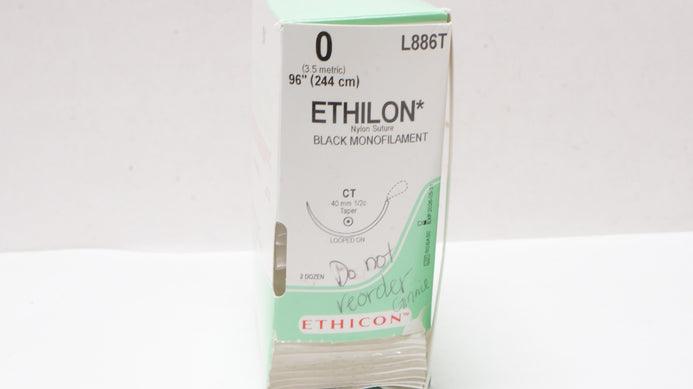 0
L886T
(3.5 metric)
96" (244 cm)
ETHILON*
Nylon Suture
BLACK MONOFILAMENT
CT
40 mm 1/2c
Taper
LOOPED ON
2 DOZEN
Do not
reorder
ETHICON™